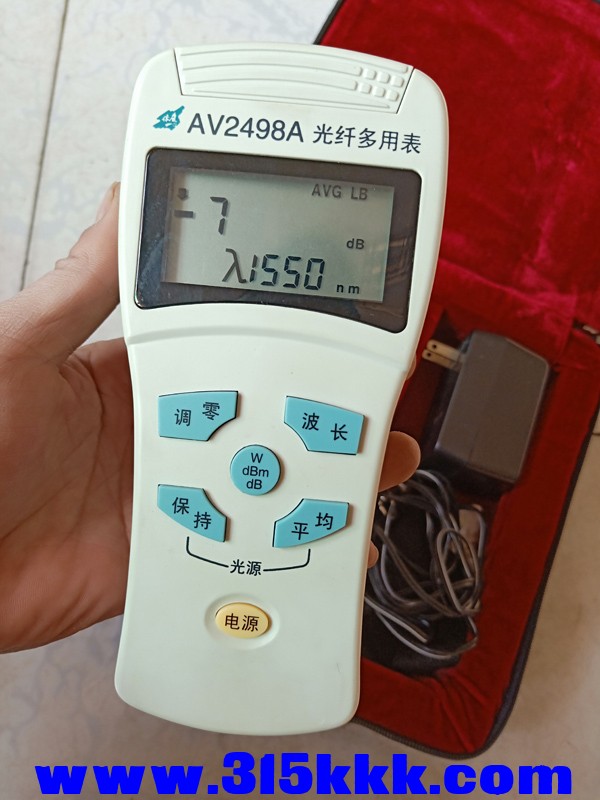 AV2498A 光纤多用表
AVG LB
-7
dB
λ1550 nm
调零
波长
W
dBm
dB
保持
平均
光源
电源
www.315kkk.com